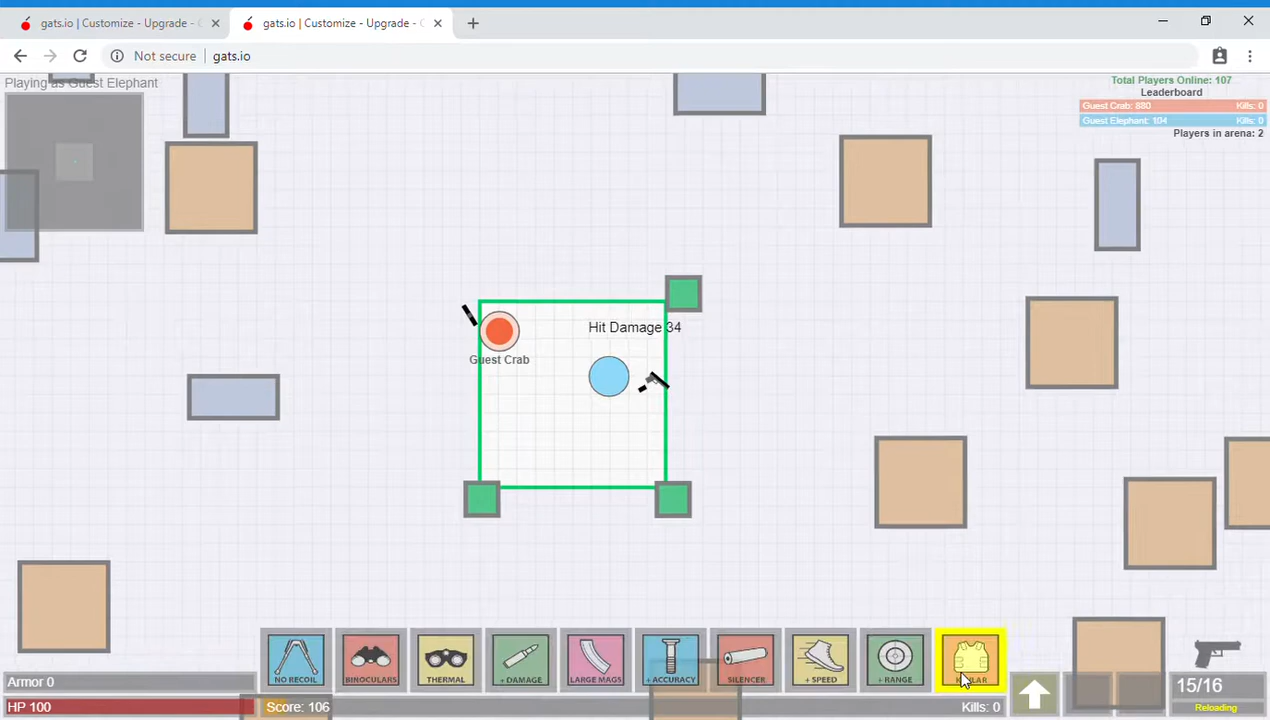 gats.io | Customize - Upgrade -
gats.io | Customize - Upgrade -
Not secure
gats.io
Playing as Guest Elephant
Total Players Online: 107
Leaderboard
Guest Crab: 880 Kills: 0
Guest Elephant: 104 Kills: 0
Players in arena: 2
Hit Damage 34
Guest Crab
NO RECOIL
BINOCULARS
THERMAL
+ DAMAGE
LARGE MAGS
+ ACCURACY
SILENCER
+ SPEED
+ RANGE
Armor 0
15/16
HP 100
Score: 106
Kills: 0
Reloading